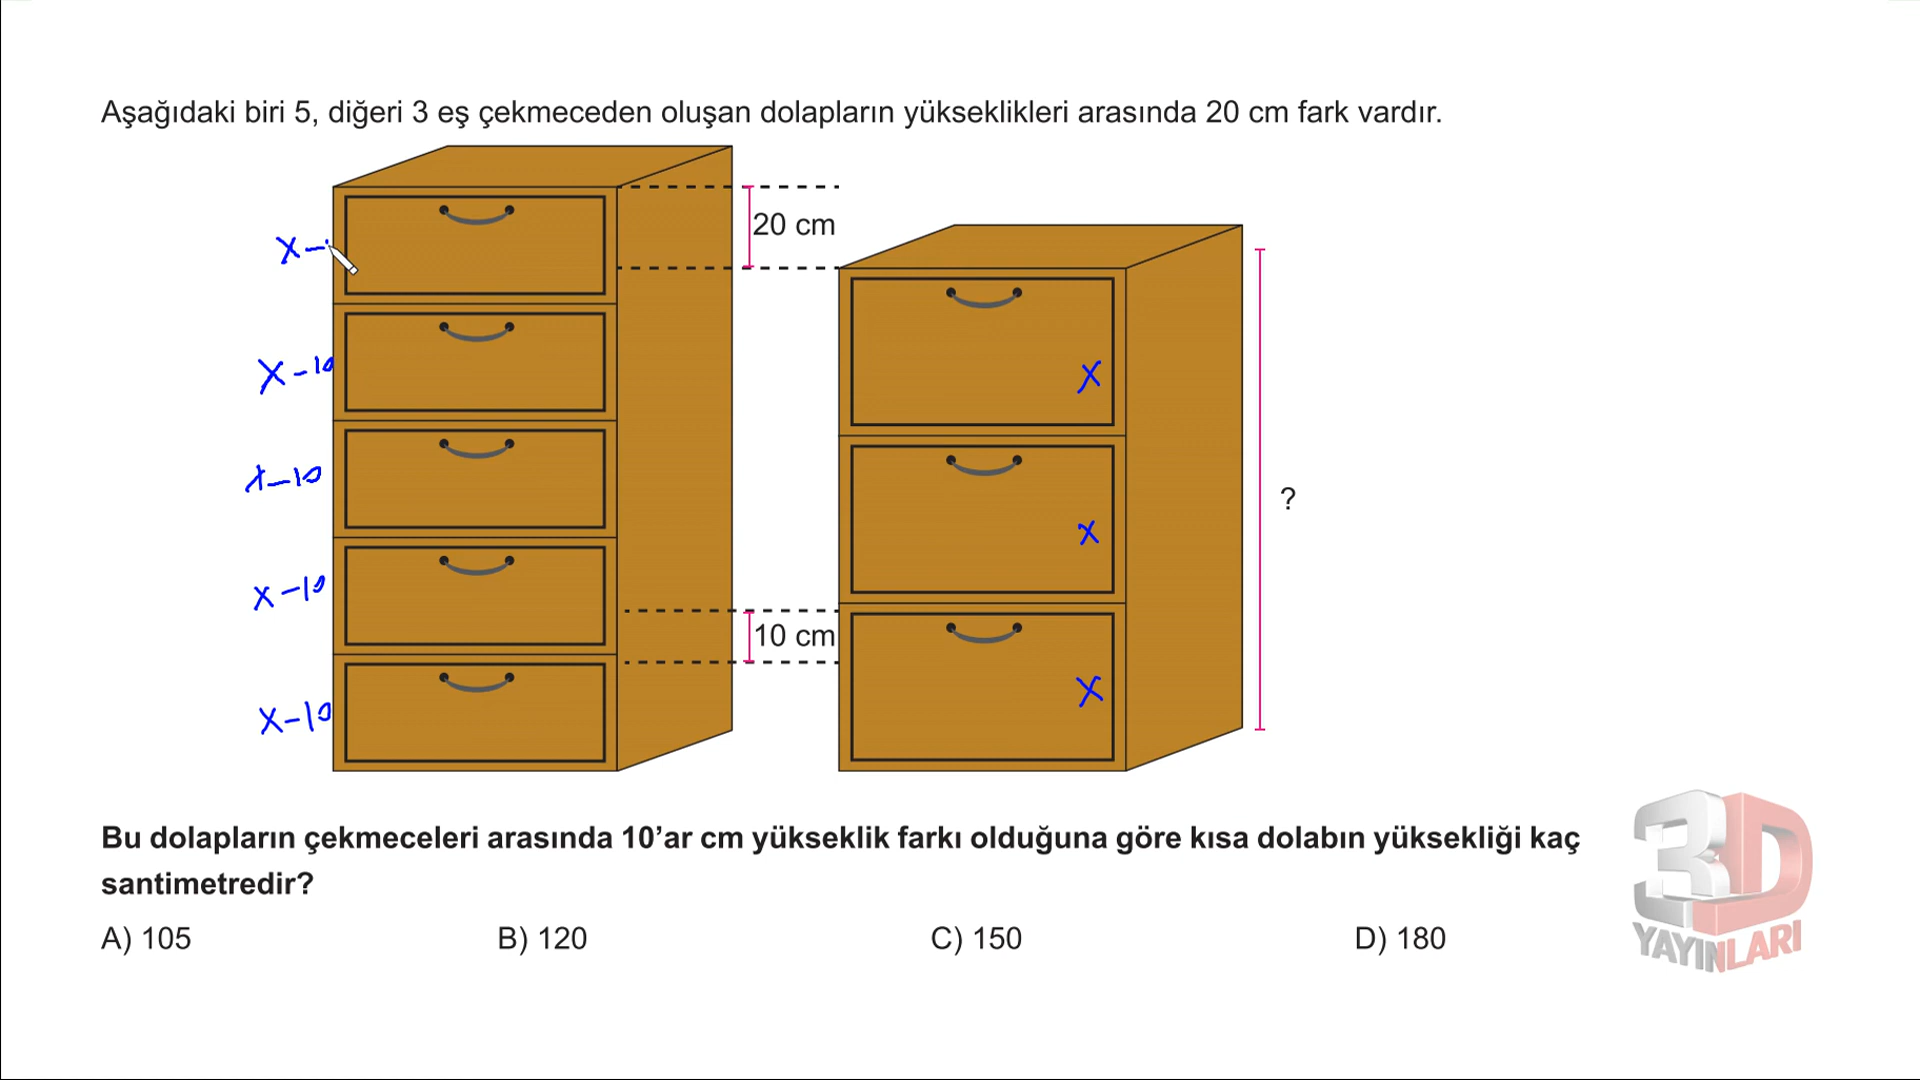 Aşağıdaki biri 5, diğeri 3 eş çekmeceden oluşan dolapların yükseklikleri arasında 20 cm fark vardır.
20 cm
x –
x – 10
x
x – 10
?
x
x – 10
10 cm
x
x – 10
Bu dolapların çekmeceleri arasında 10’ar cm yükseklik farkı olduğuna göre kısa dolabın yüksekliği kaç
santimetredir?
A) 105 B) 120 C) 150 D) 180
3D
YAYINLARI